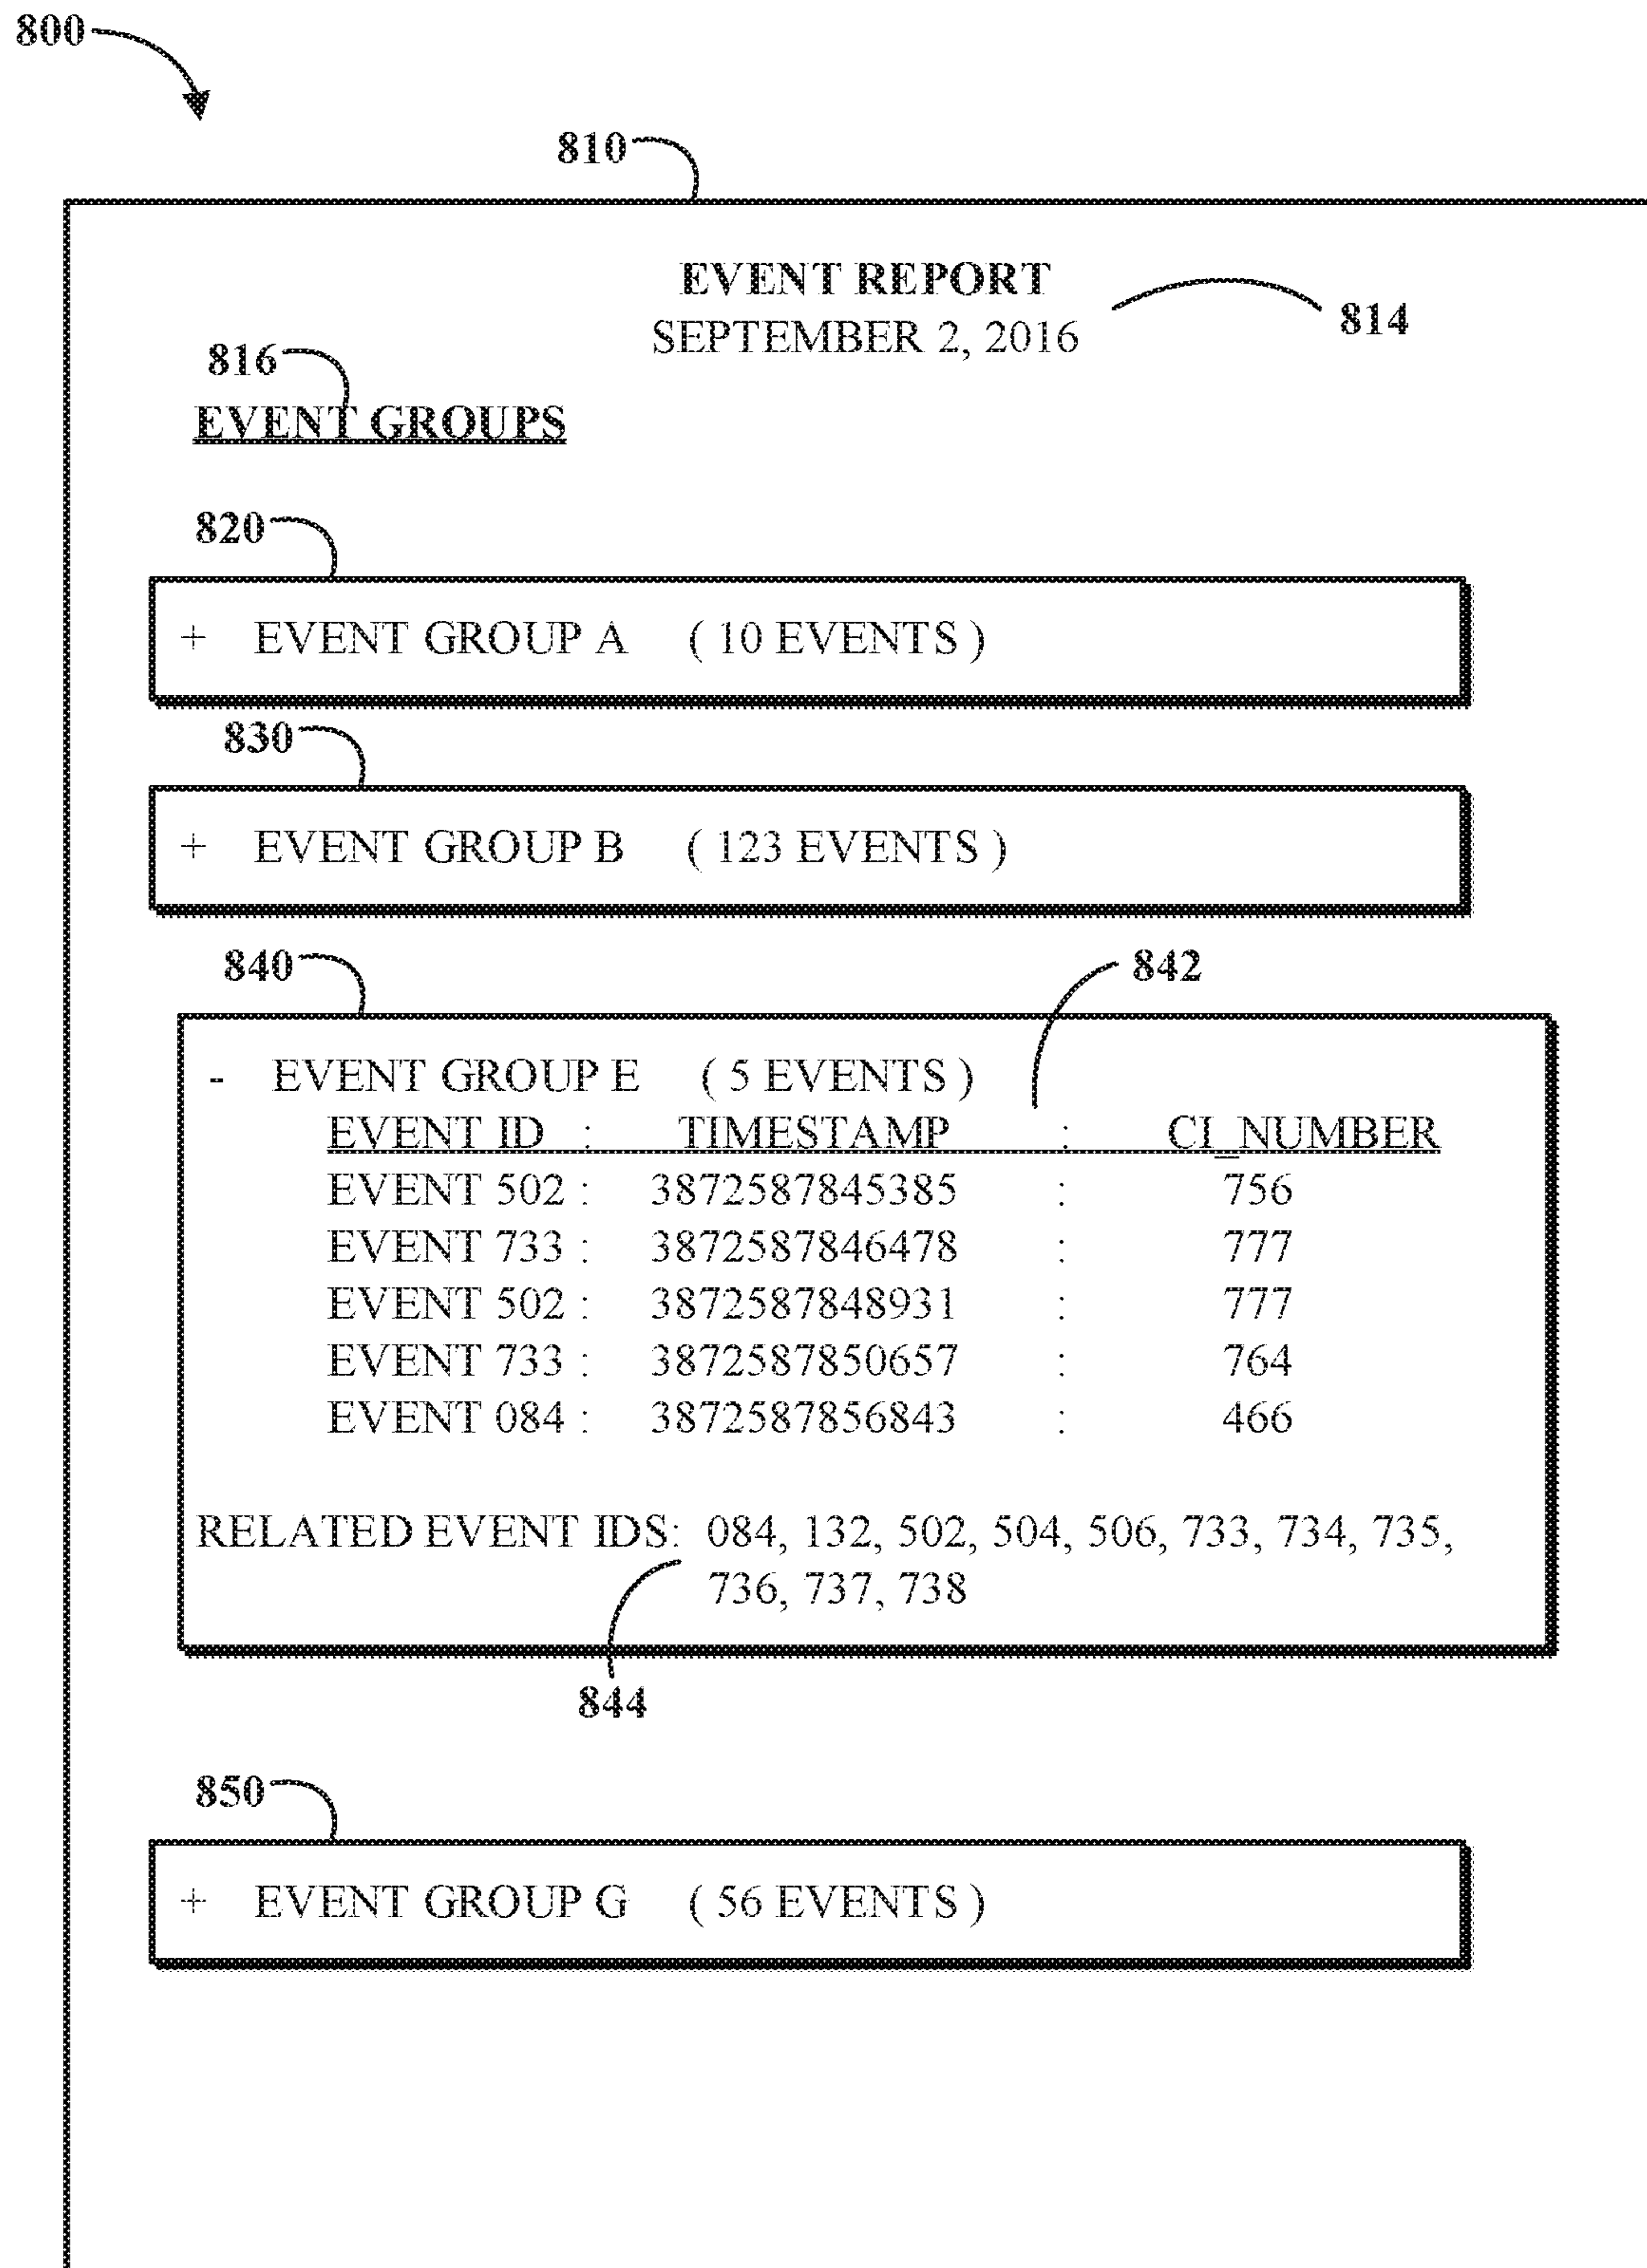 800
810
EVENT REPORT
SEPTEMBER 2, 2016
814
816
EVENT GROUPS
820
+ EVENT GROUP A ( 10 EVENTS )
830
+ EVENT GROUP B ( 123 EVENTS )
840
842
- EVENT GROUP E ( 5 EVENTS )
EVENT ID : TIMESTAMP : CI_NUMBER
EVENT 502 : 3872587845385 : 756
EVENT 733 : 3872587846478 : 777
EVENT 502 : 3872587848931 : 777
EVENT 733 : 3872587850657 : 764
EVENT 084 : 3872587856843 : 466
RELATED EVENT IDS: 084, 132, 502, 504, 506, 733, 734, 735,
736, 737, 738
844
850
+ EVENT GROUP G ( 56 EVENTS )